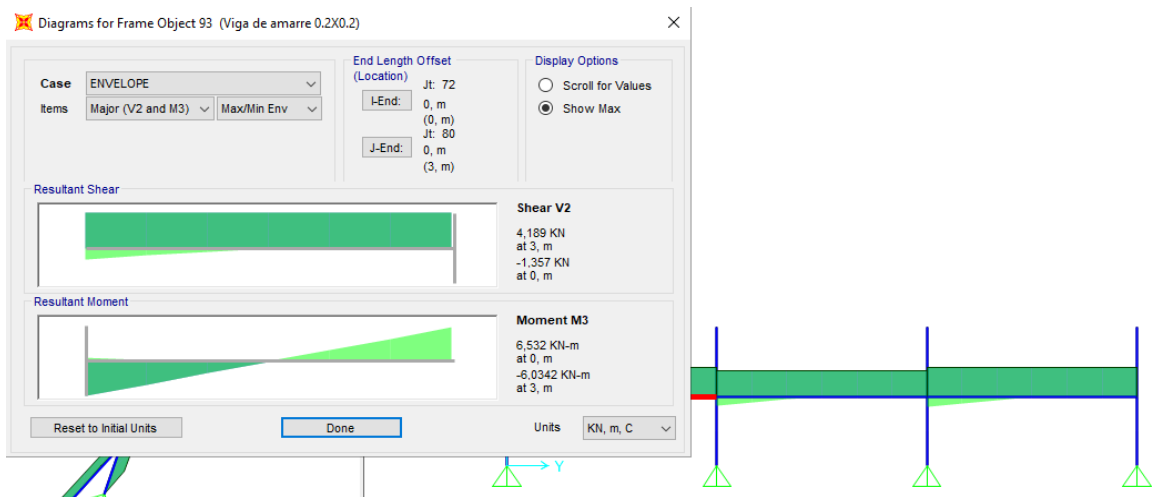 Diagrams for Frame Object 93 (Viga de amarre 0.2X0.2)
Case ENVELOPE
Items Major (V2 and M3) Max/Min Env
End Length Offset
(Location)
I-End:
Jt: 72
0, m
(0, m)
J-End:
Jt: 80
0, m
(3, m)
Display Options
Scroll for Values
Show Max
Resultant Shear
Shear V2
4,189 KN
at 3, m
-1,357 KN
at 0, m
Resultant Moment
Moment M3
6,532 KN-m
at 0, m
-6,0342 KN-m
at 3, m
Reset to Initial Units
Done
Units KN, m, C
Y